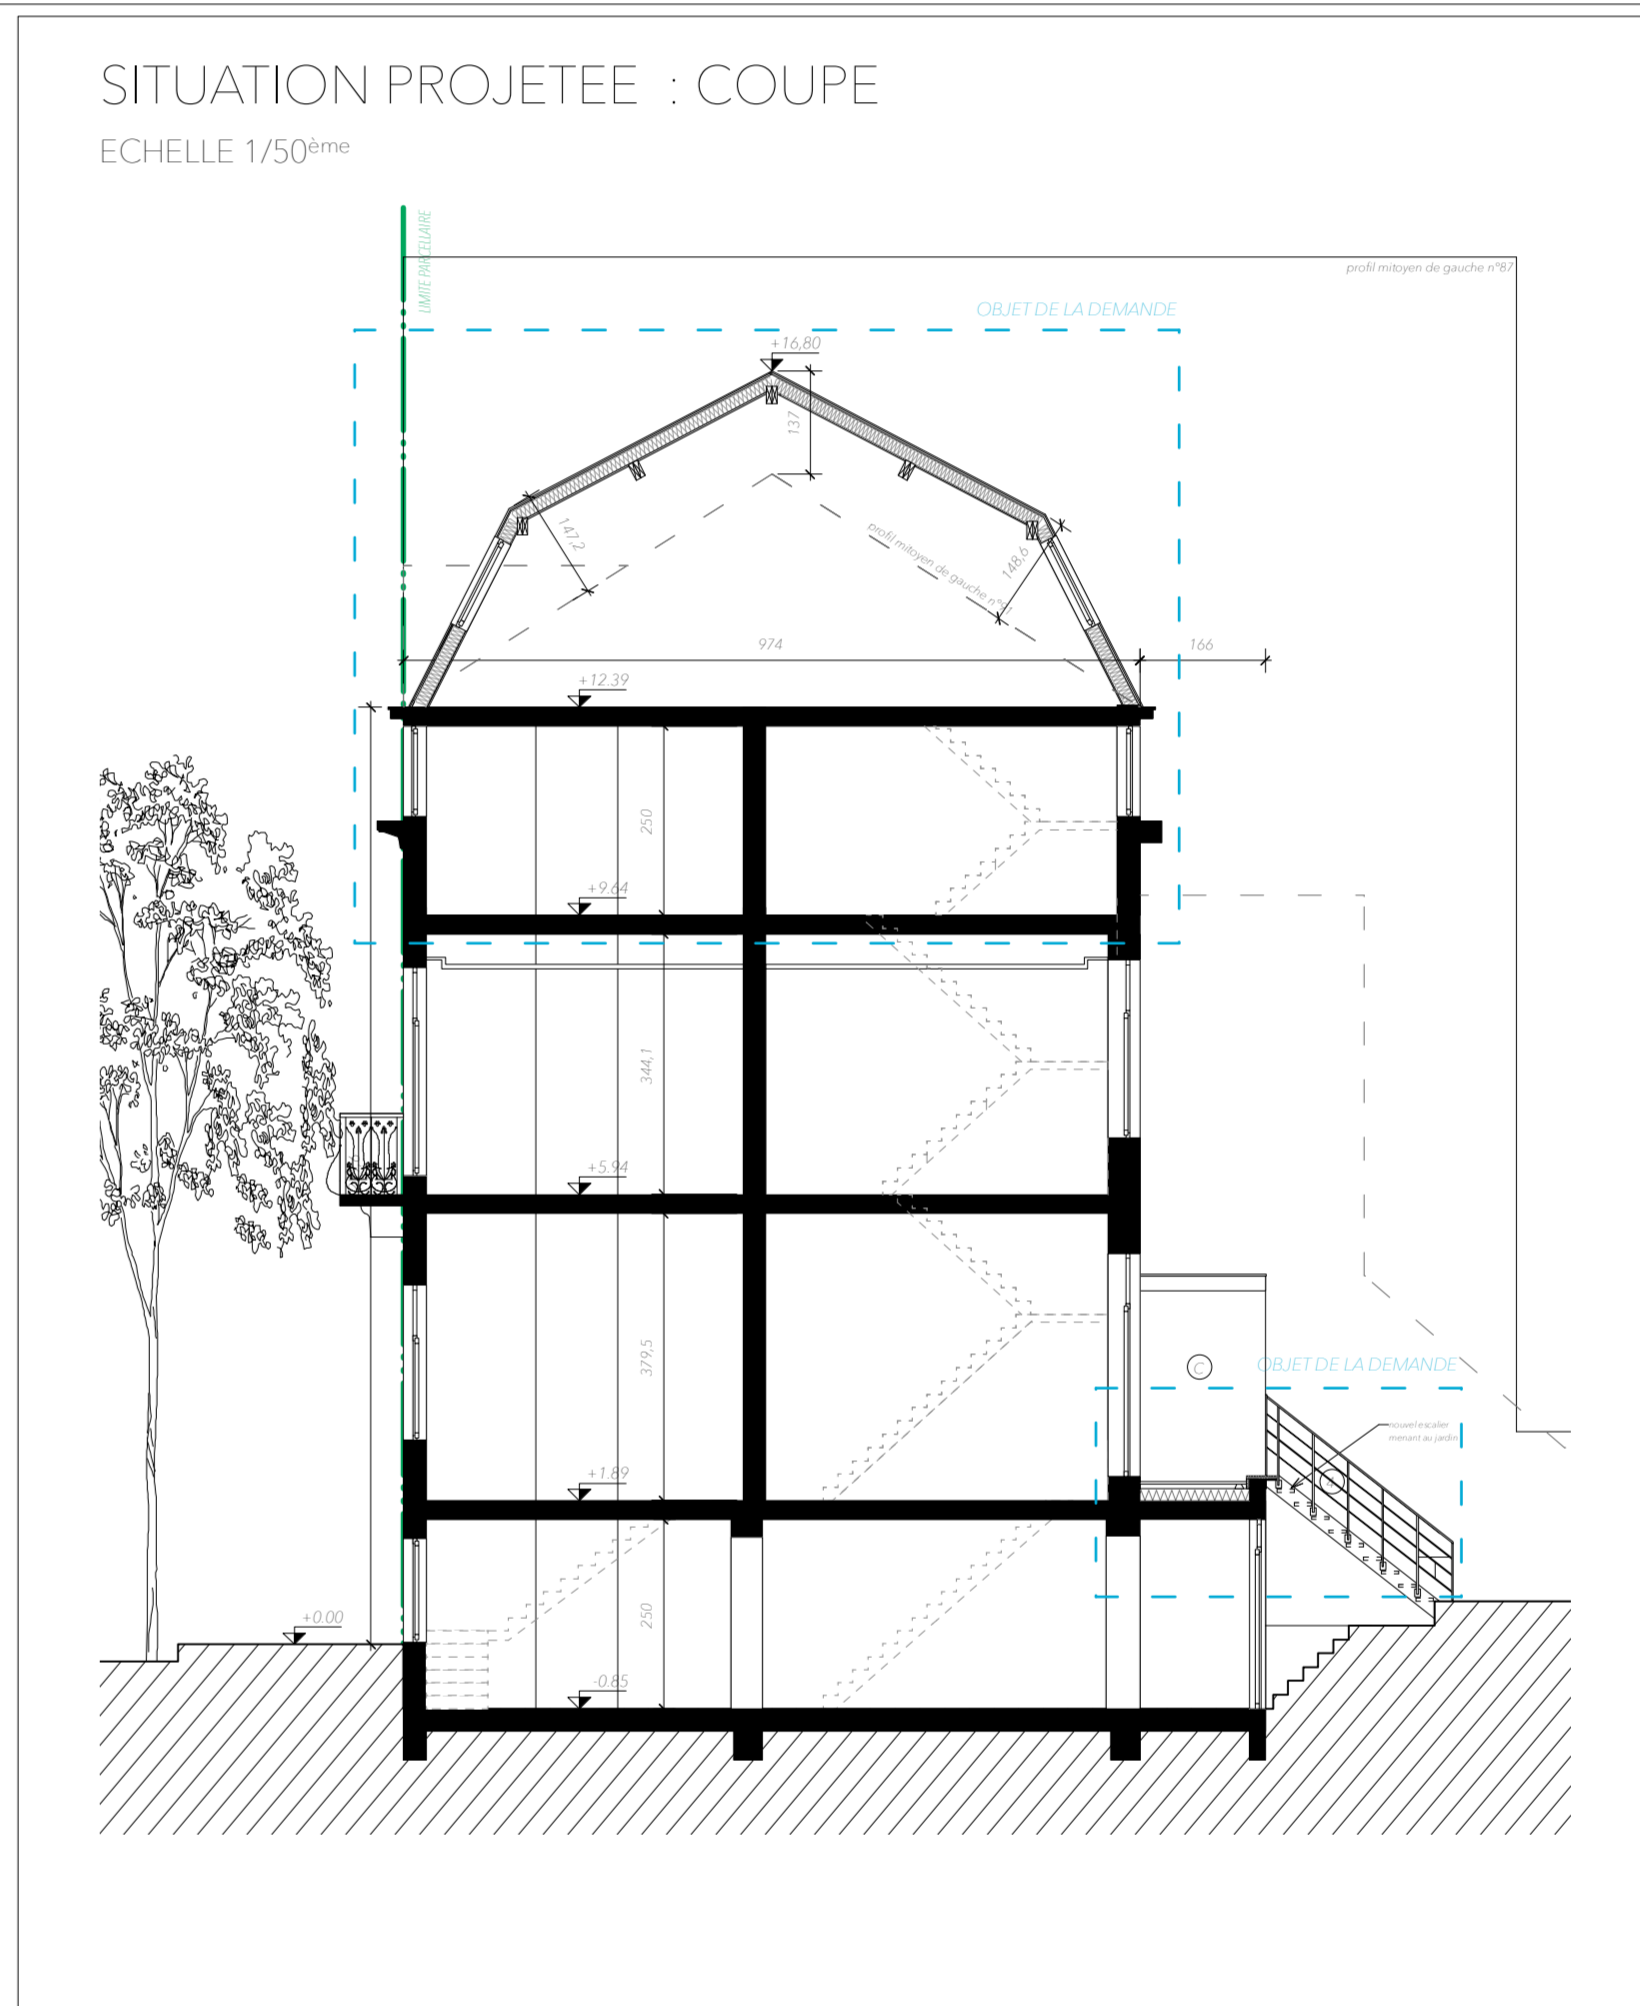 SITUATION PROJETEE : COUPE
ECHELLE 1/50ème
LIMITE PARCELLAIRE
profil mitoyen de gauche n°87
OBJET DE LA DEMANDE
+16,80
137
147,2
profil mitoyen de gauche n°91
148,6
974
166
+12.39
250
+9.64
344,1
+5.94
379,5
C
OBJET DE LA DEMANDE
nouvel escalier
menant au jardin
+1.89
250
+0.00
-0.85